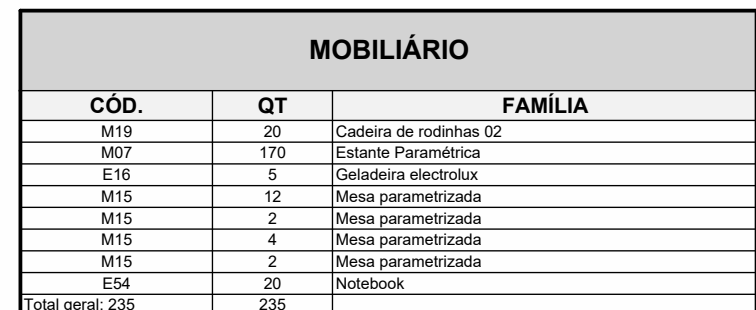 MOBILIÁRIO
CÓD. QT FAMÍLIA
M19 20 Cadeira de rodinhas 02
M07 170 Estante Paramétrica
E16 5 Geladeira electrolux
M15 12 Mesa parametrizada
M15 2 Mesa parametrizada
M15 4 Mesa parametrizada
M15 2 Mesa parametrizada
E54 20 Notebook
Total geral: 235 235